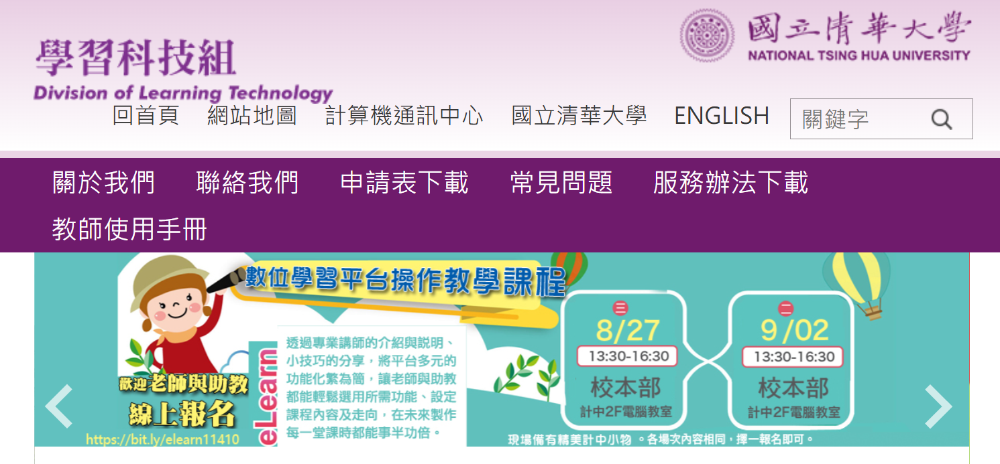 國立清華大學
NATIONAL TSING HUA UNIVERSITY
學習科技組
Division of Learning Technology
回首頁 網站地圖 計算機通訊中心 國立清華大學 ENGLISH 關鍵字
關於我們 聯絡我們 申請表下載 常見問題 服務辦法下載
教師使用手冊
數位學習平台操作教學課程
歡迎老師與助教
線上報名
https://bit.ly/elearn11410
eLearn
透過專業講師的介紹與說明、
小技巧的分享，將平台多元的
功能化繁為簡，讓老師與助教
都能輕鬆選用所需功能、設定
課程內容及走向，在未來製作
每一堂課時都能事半功倍。
三
8/27
13:30-16:30
校本部
計中2F電腦教室
二
9/02
13:30-16:30
校本部
計中2F電腦教室
現場備有精美計中小物 。各場次內容相同，擇一報名即可。